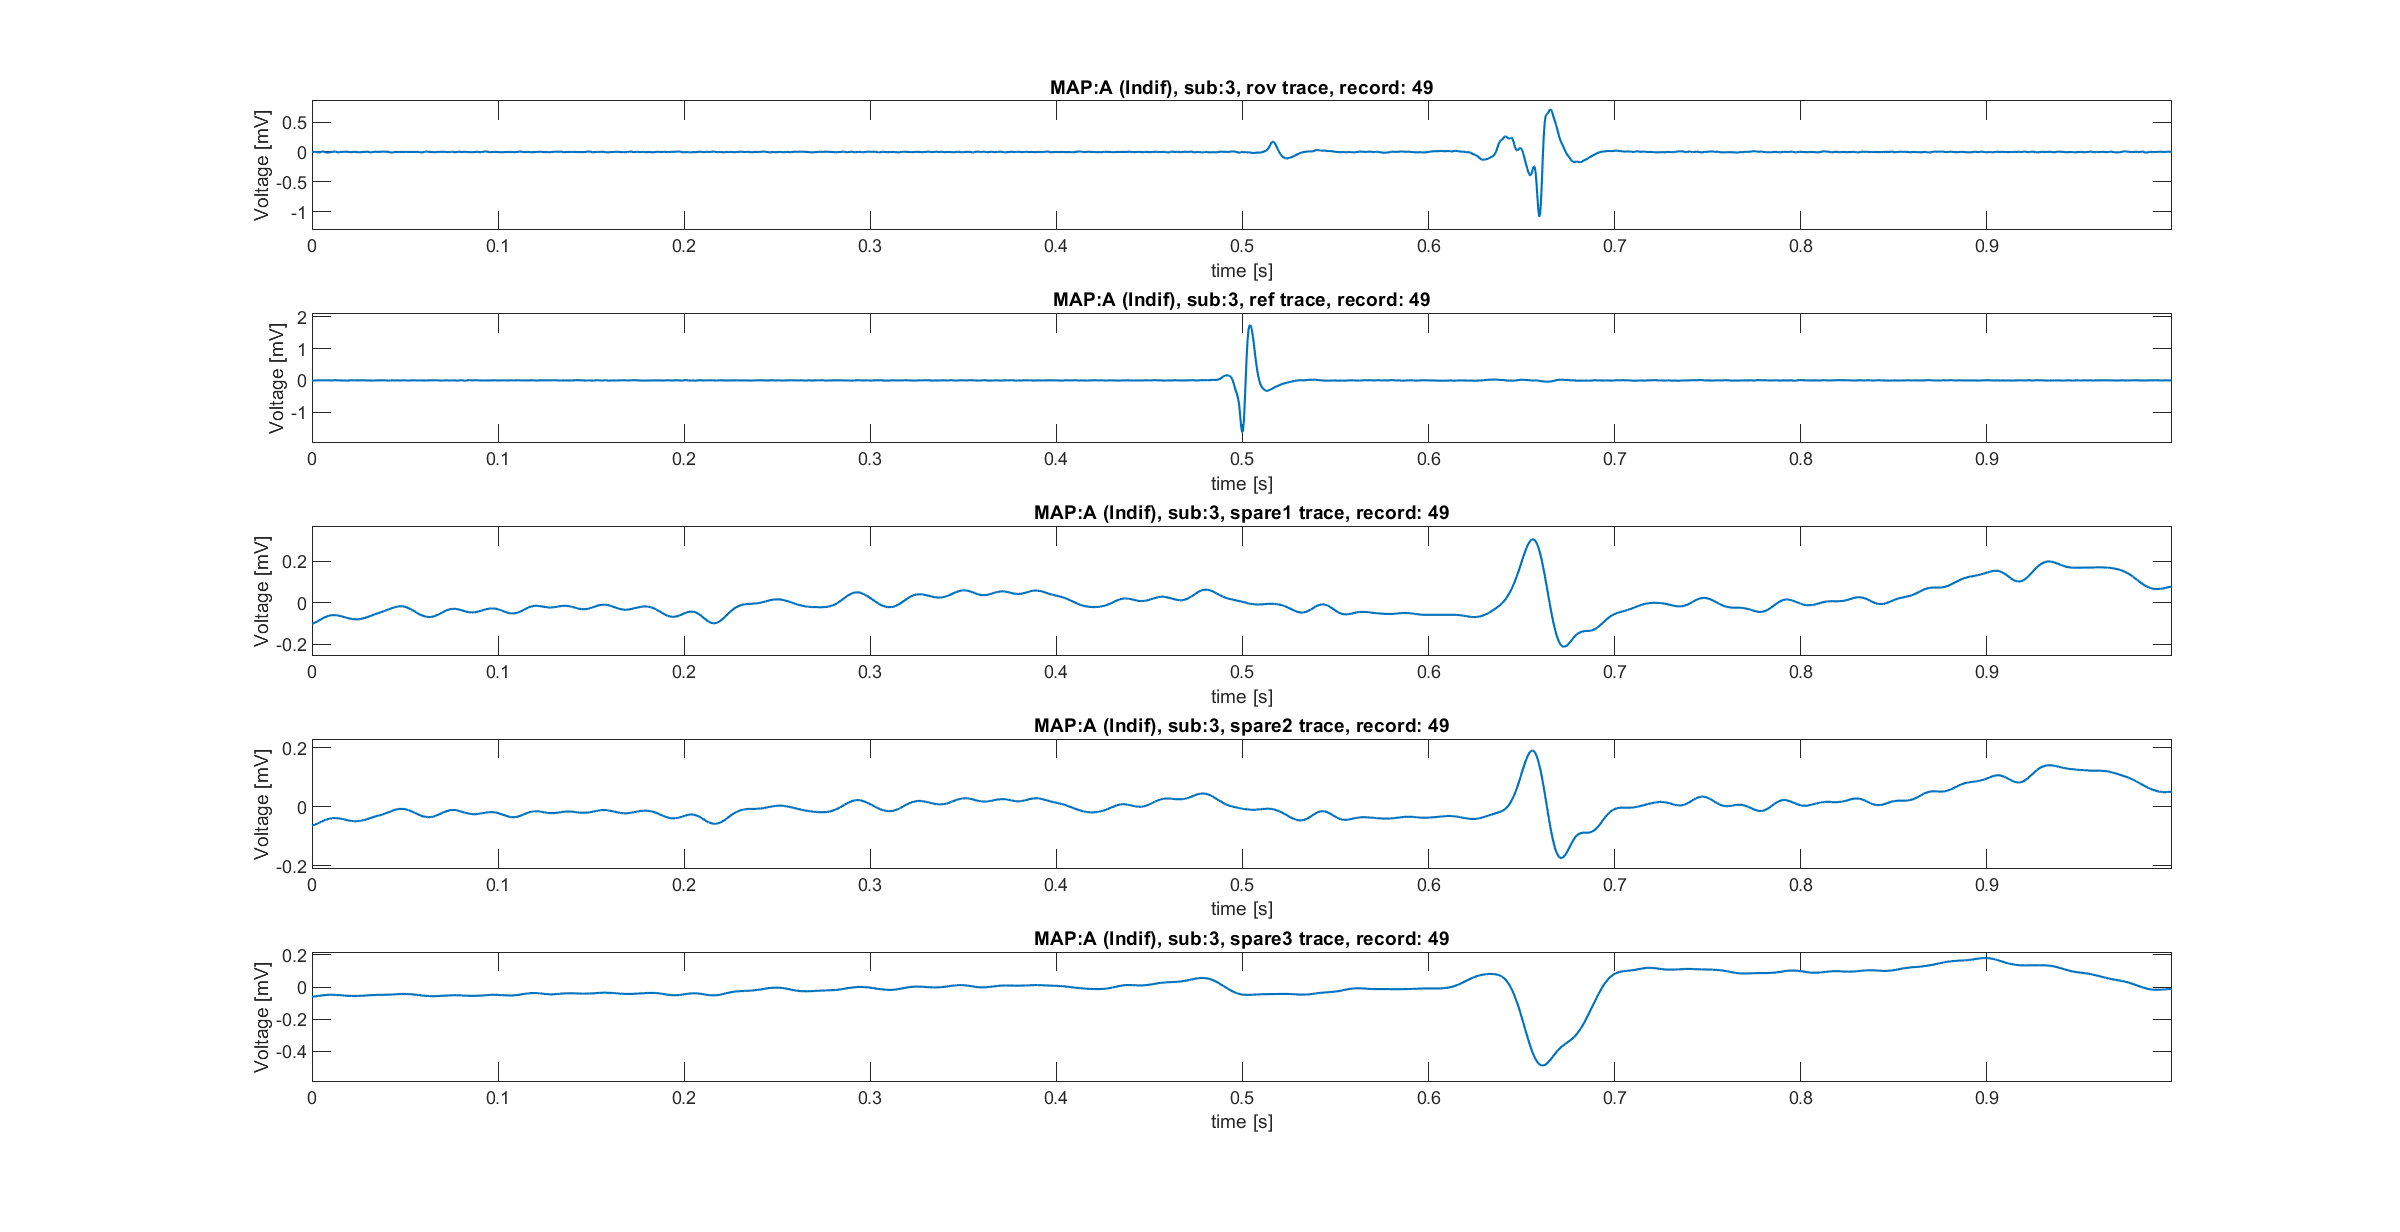 MAP:A (Indif), sub:3, rov trace, record: 49
Voltage [mV]
0.5
0
-0.5
-1
0 0.1 0.2 0.3 0.4 0.5 0.6 0.7 0.8 0.9
time [s]
MAP:A (Indif), sub:3, ref trace, record: 49
Voltage [mV]
2
1
0
-1
0 0.1 0.2 0.3 0.4 0.5 0.6 0.7 0.8 0.9
time [s]
MAP:A (Indif), sub:3, spare1 trace, record: 49
Voltage [mV]
0.2
0
-0.2
0 0.1 0.2 0.3 0.4 0.5 0.6 0.7 0.8 0.9
time [s]
MAP:A (Indif), sub:3, spare2 trace, record: 49
Voltage [mV]
0.2
0
-0.2
0 0.1 0.2 0.3 0.4 0.5 0.6 0.7 0.8 0.9
time [s]
MAP:A (Indif), sub:3, spare3 trace, record: 49
Voltage [mV]
0.2
0
-0.2
-0.4
0 0.1 0.2 0.3 0.4 0.5 0.6 0.7 0.8 0.9
time [s]